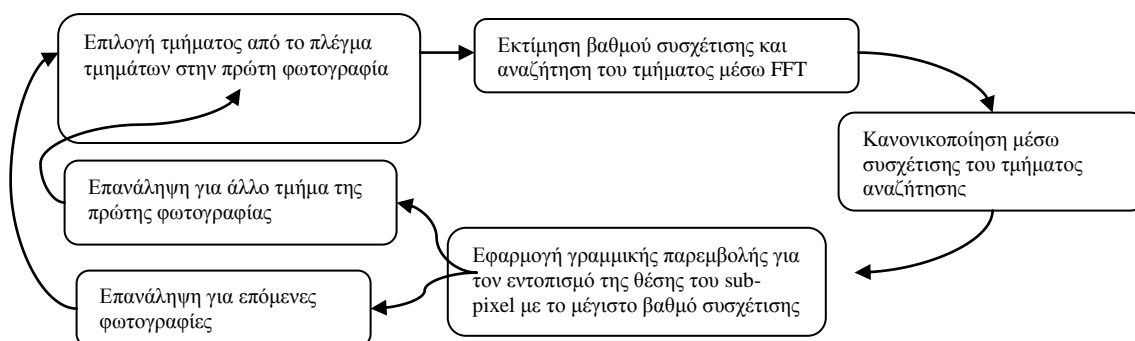 Επιλογή τμήματος από το πλέγμα
τμημάτων στην πρώτη φωτογραφία
Εκτίμηση βαθμού συσχέτισης και
αναζήτηση του τμήματος μέσω FFT
Κανονικοποίηση μέσω
συσχέτισης του τμήματος
αναζήτησης
Εφαρμογή γραμμικής παρεμβολής για
τον εντοπισμό της θέσης του sub-
pixel με το μέγιστο βαθμό συσχέτισης
Επανάληψη για άλλο τμήμα της
πρώτης φωτογραφίας
Επανάληψη για επόμενες
φωτογραφίες